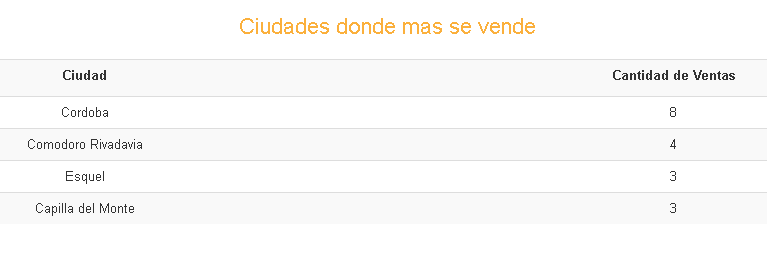 Ciudades donde mas se vende
Ciudad Cantidad de Ventas
Cordoba 8
Comodoro Rivadavia 4
Esquel 3
Capilla del Monte 3